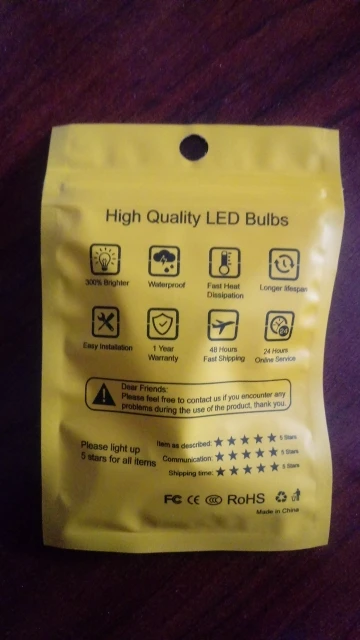 High Quality LED Bulbs
300% Brighter
Waterproof
Fast Heat
Dissipation
Longer lifespan
Easy Installation
1 Year
Warranty
48 Hours
Fast Shipping
24
24 Hours
Online Service
Dear Friends:
Please feel free to contact us if you encounter any
problems during the use of the product, thank you.
Please light up
5 stars for all items
Item as described: ★★★★★ 5 Stars
Communication: ★★★★★ 5 Stars
Shipping time: ★★★★★ 5 Stars
FC CE CCC RoHS
Made in China